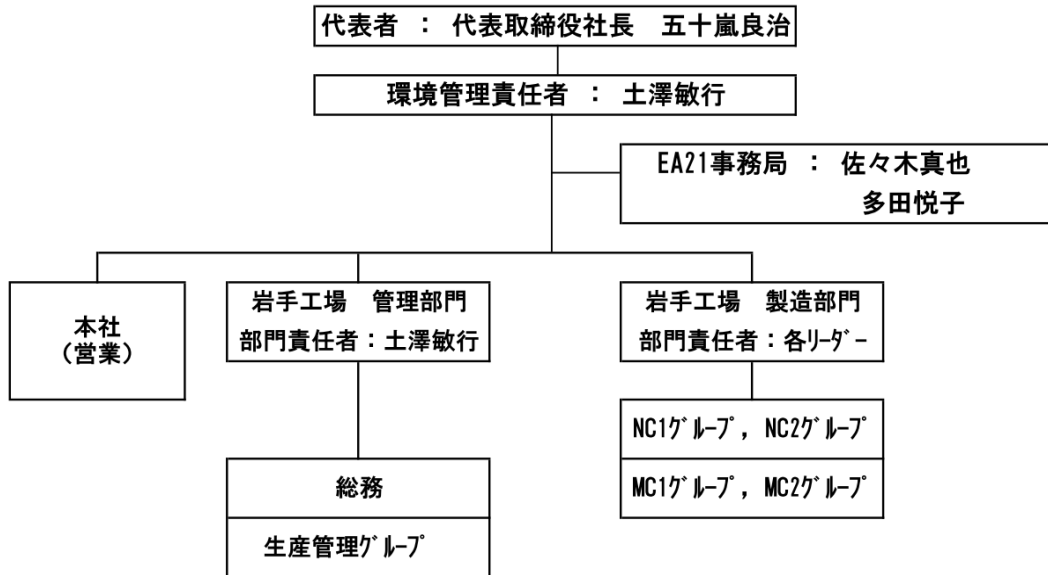 代表者 : 代表取締役社長 五十嵐良治
環境管理責任者 : 土澤敏行
EA21事務局 : 佐々木真也
多田悦子
本社
(営業)
岩手工場 管理部門
部門責任者:土澤敏行
岩手工場 製造部門
部門責任者:各ﾘｰﾀﾞｰ
NC1ｸﾞﾙｰﾌﾟ, NC2ｸﾞﾙｰﾌﾟ
MC1ｸﾞﾙｰﾌﾟ, MC2ｸﾞﾙｰﾌﾟ
総務
生産管理ｸﾞﾙｰﾌﾟ